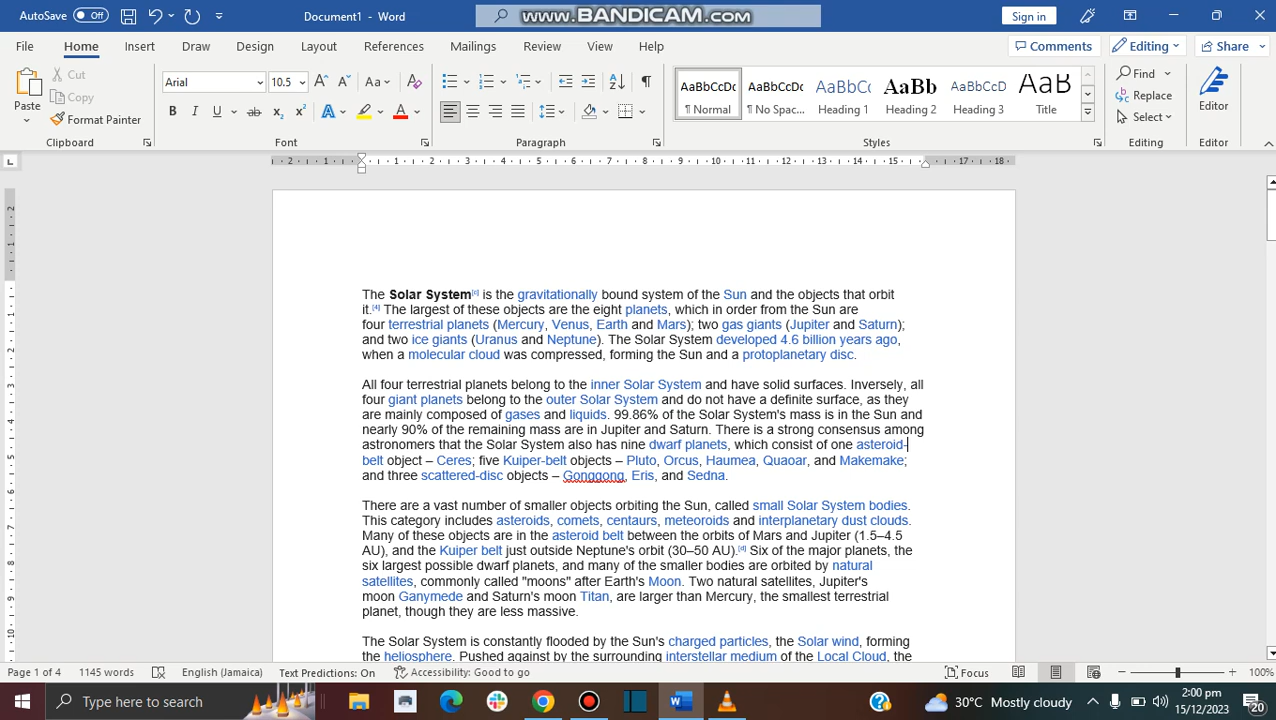 AutoSave Off Document1 - Word www.BANDICAM.com Sign in
File Home Insert Draw Design Layout References Mailings Review View Help Comments Editing Share
Paste Cut Copy Format Painter Clipboard
Arial 10.5 Font
Paragraph
AaBbCcDc ¶ Normal AaBbCcDc ¶ No Spac... AaBbCc Heading 1 AaBb Heading 2 AaBbCcD Heading 3 AaB Title Styles
Find Replace Select Editing
Editor Editor
The Solar System[c] is the gravitationally bound system of the Sun and the objects that orbit
it.[4] The largest of these objects are the eight planets, which in order from the Sun are
four terrestrial planets (Mercury, Venus, Earth and Mars); two gas giants (Jupiter and Saturn);
and two ice giants (Uranus and Neptune). The Solar System developed 4.6 billion years ago,
when a molecular cloud was compressed, forming the Sun and a protoplanetary disc.
All four terrestrial planets belong to the inner Solar System and have solid surfaces. Inversely, all
four giant planets belong to the outer Solar System and do not have a definite surface, as they
are mainly composed of gases and liquids. 99.86% of the Solar System's mass is in the Sun and
nearly 90% of the remaining mass are in Jupiter and Saturn. There is a strong consensus among
astronomers that the Solar System also has nine dwarf planets, which consist of one asteroid-
belt object – Ceres; five Kuiper-belt objects – Pluto, Orcus, Haumea, Quaoar, and Makemake;
and three scattered-disc objects – Gonggong, Eris, and Sedna.
There are a vast number of smaller objects orbiting the Sun, called small Solar System bodies.
This category includes asteroids, comets, centaurs, meteoroids and interplanetary dust clouds.
Many of these objects are in the asteroid belt between the orbits of Mars and Jupiter (1.5–4.5
AU), and the Kuiper belt just outside Neptune's orbit (30–50 AU).[d] Six of the major planets, the
six largest possible dwarf planets, and many of the smaller bodies are orbited by natural
satellites, commonly called "moons" after Earth's Moon. Two natural satellites, Jupiter's
moon Ganymede and Saturn's moon Titan, are larger than Mercury, the smallest terrestrial
planet, though they are less massive.
The Solar System is constantly flooded by the Sun's charged particles, the Solar wind, forming
the heliosphere. Pushed against by the surrounding interstellar medium of the Local Cloud, the
Page 1 of 4 1145 words English (Jamaica) Text Predictions: On Accessibility: Good to go Focus 100%
Type here to search 30°C Mostly cloudy 2:00 pm
15/12/2023 20